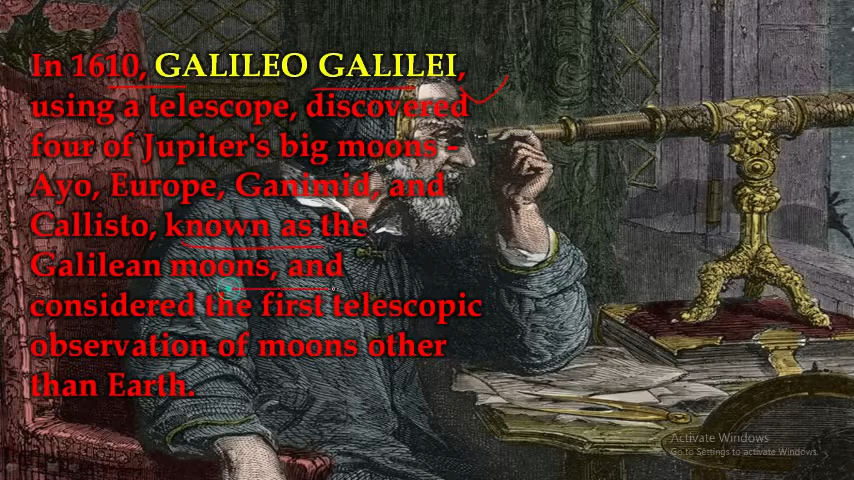 In 1610, GALILEO GALILEI,
using a telescope, discovered
four of Jupiter's big moons -
Ayo, Europe, Ganimid, and
Callisto, known as the
Galilean moons, and
considered the first telescopic
observation of moons other
than Earth.
Activate Windows
Go to Settings to activate Windows.